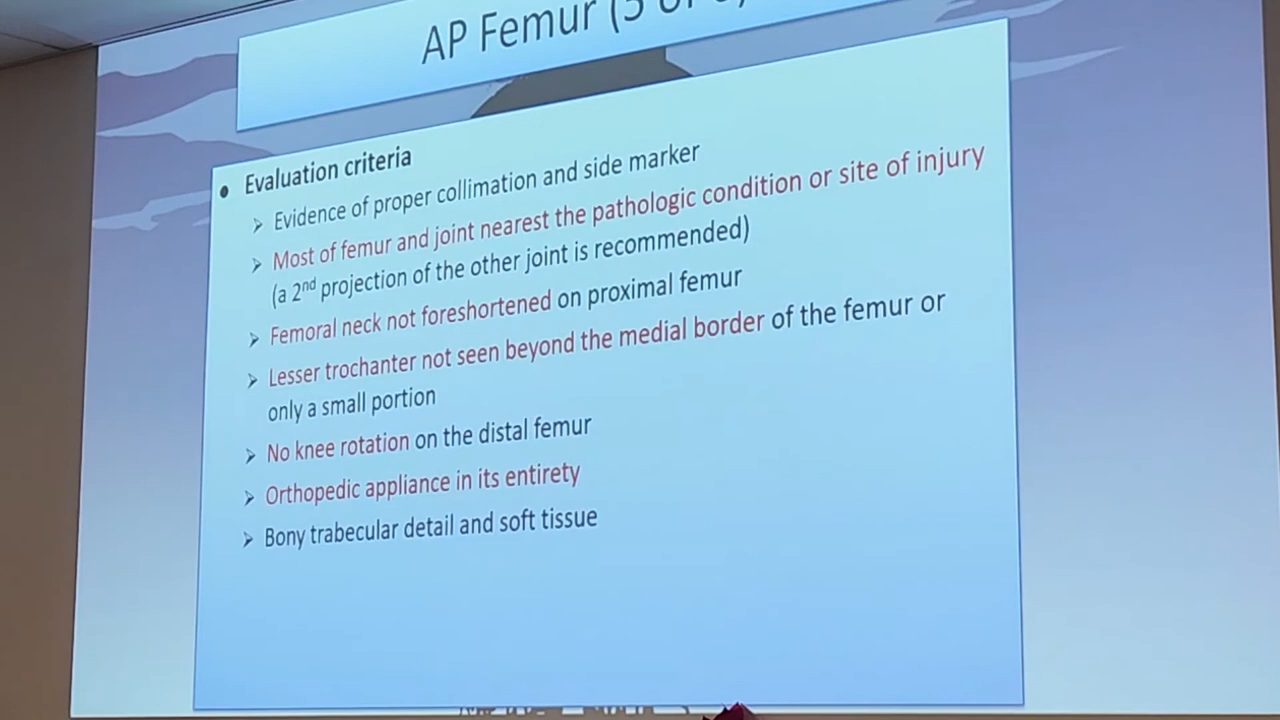 AP Femur (5 of
• Evaluation criteria
➢ Evidence of proper collimation and side marker
➢ Most of femur and joint nearest the pathologic condition or site of injury
(a 2nd projection of the other joint is recommended)
➢ Femoral neck not foreshortened on proximal femur
➢ Lesser trochanter not seen beyond the medial border of the femur or
only a small portion
➢ No knee rotation on the distal femur
➢ Orthopedic appliance in its entirety
➢ Bony trabecular detail and soft tissue